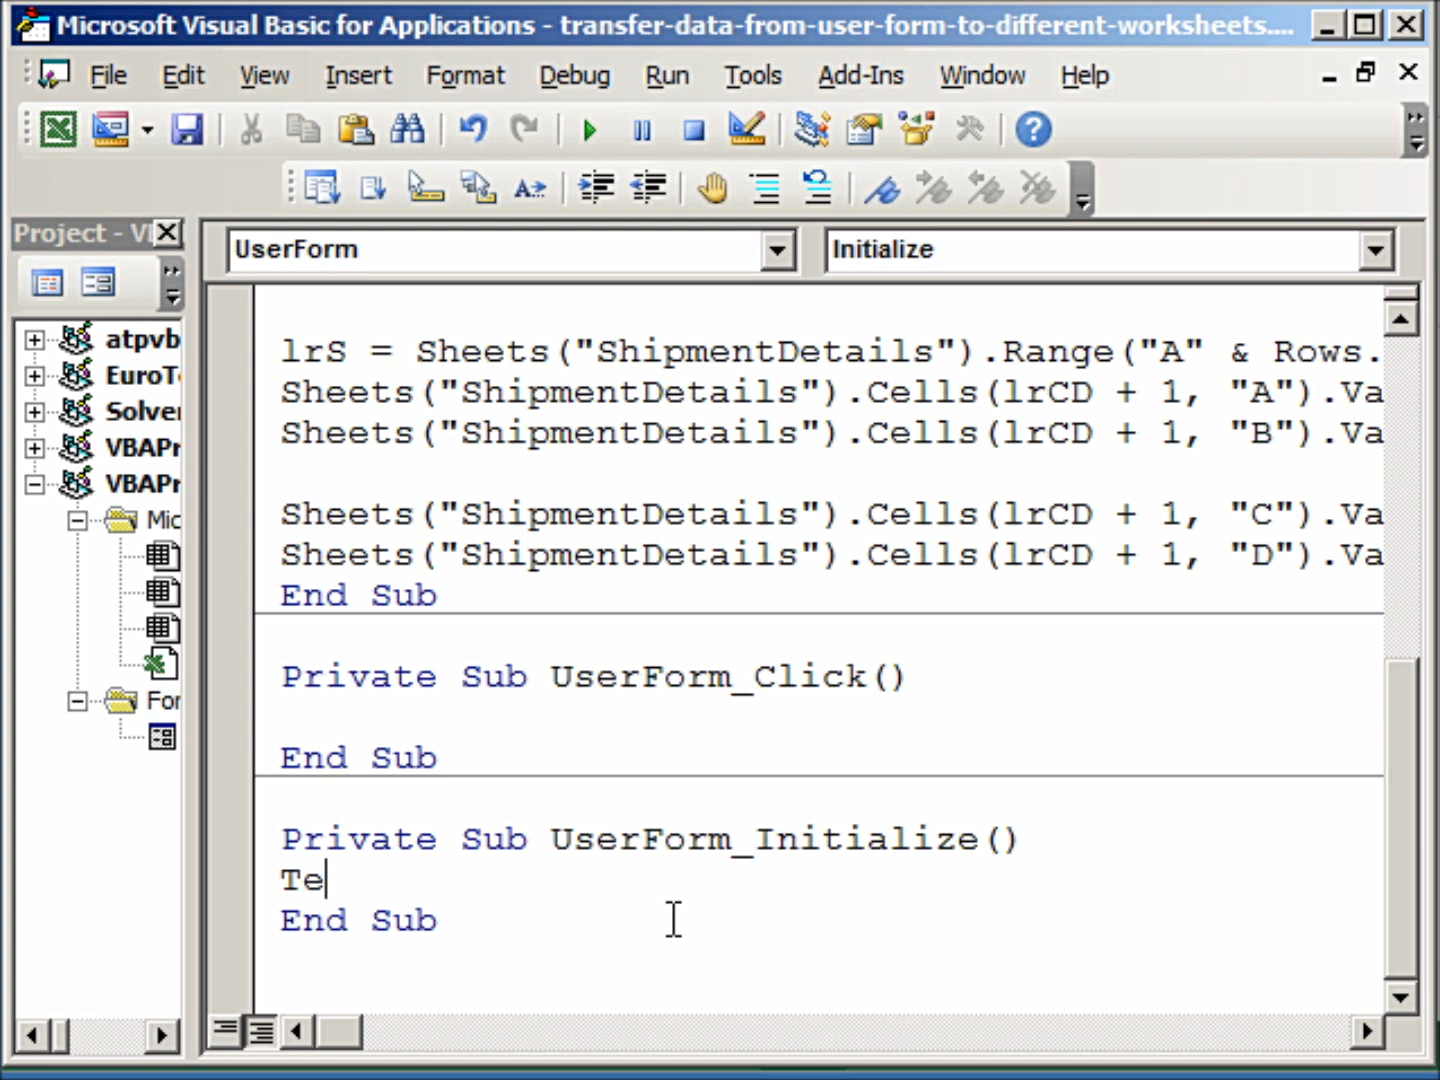 Microsoft Visual Basic for Applications - transfer-data-from-user-form-to-different-worksheets....
File Edit View Insert Format Debug Run Tools Add-Ins Window Help
Project - VB
UserForm Initialize
atpvb
EuroT
Solver
VBAPr
VBAPr
Mic
For
lrS = Sheets("ShipmentDetails").Range("A" & Rows.
Sheets("ShipmentDetails").Cells(lrCD + 1, "A").Va
Sheets("ShipmentDetails").Cells(lrCD + 1, "B").Va
Sheets("ShipmentDetails").Cells(lrCD + 1, "C").Va
Sheets("ShipmentDetails").Cells(lrCD + 1, "D").Va
End Sub
Private Sub UserForm_Click()
End Sub
Private Sub UserForm_Initialize()
Te
End Sub